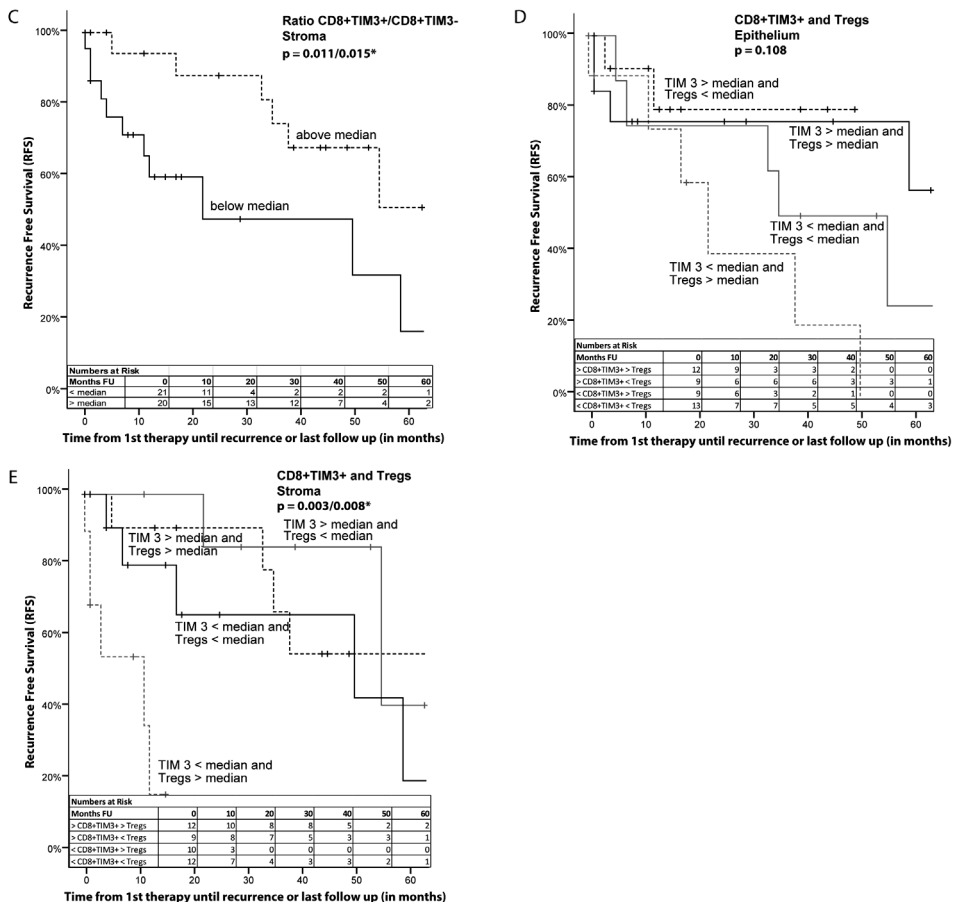 C
Ratio CD8+TIM3+/CD8+TIM3-
Stroma
p = 0.011/0.015*
100%
80%
60%
40%
20%
0%
Recurrence Free Survival (RFS)
above median
below median
Numbers at Risk
Months FU 0 10 20 30 40 50 60
< median 21 11 4 2 2 2 1
> median 20 15 13 12 7 4 2
0 10 20 30 40 50 60
Time from 1st therapy until recurrence or last follow up (in months)
D
CD8+TIM3+ and Tregs
Epithelium
p = 0.108
100%
80%
60%
40%
20%
0%
Recurrence Free Survival (RFS)
TIM 3 > median and
Tregs < median
TIM 3 > median and
Tregs > median
TIM 3 < median and
Tregs < median
TIM 3 < median and
Tregs > median
Numbers at Risk
Months FU 0 10 20 30 40 50 60
> CD8+TIM3+ > Tregs 12 9 3 3 2 0 0
> CD8+TIM3+ < Tregs 9 6 6 6 3 3 1
< CD8+TIM3+ > Tregs 9 6 3 2 1 0 0
< CD8+TIM3+ < Tregs 13 7 7 5 5 4 3
0 10 20 30 40 50 60
Time from 1st therapy until recurrence or last follow up (in months)
E
CD8+TIM3+ and Tregs
Stroma
p = 0.003/0.008*
100%
80%
60%
40%
20%
0%
Recurrence Free Survival (RFS)
TIM 3 > median and
Tregs < median
TIM 3 > median and
Tregs > median
TIM 3 < median and
Tregs < median
TIM 3 < median and
Tregs > median
Numbers at Risk
Months FU 0 10 20 30 40 50 60
> CD8+TIM3+ > Tregs 12 10 8 8 5 2 2
> CD8+TIM3+ < Tregs 9 8 7 5 3 3 1
< CD8+TIM3+ > Tregs 10 3 0 0 0 0 0
< CD8+TIM3+ < Tregs 12 7 4 3 3 2 1
0 10 20 30 40 50 60
Time from 1st therapy until recurrence or last follow up (in months)